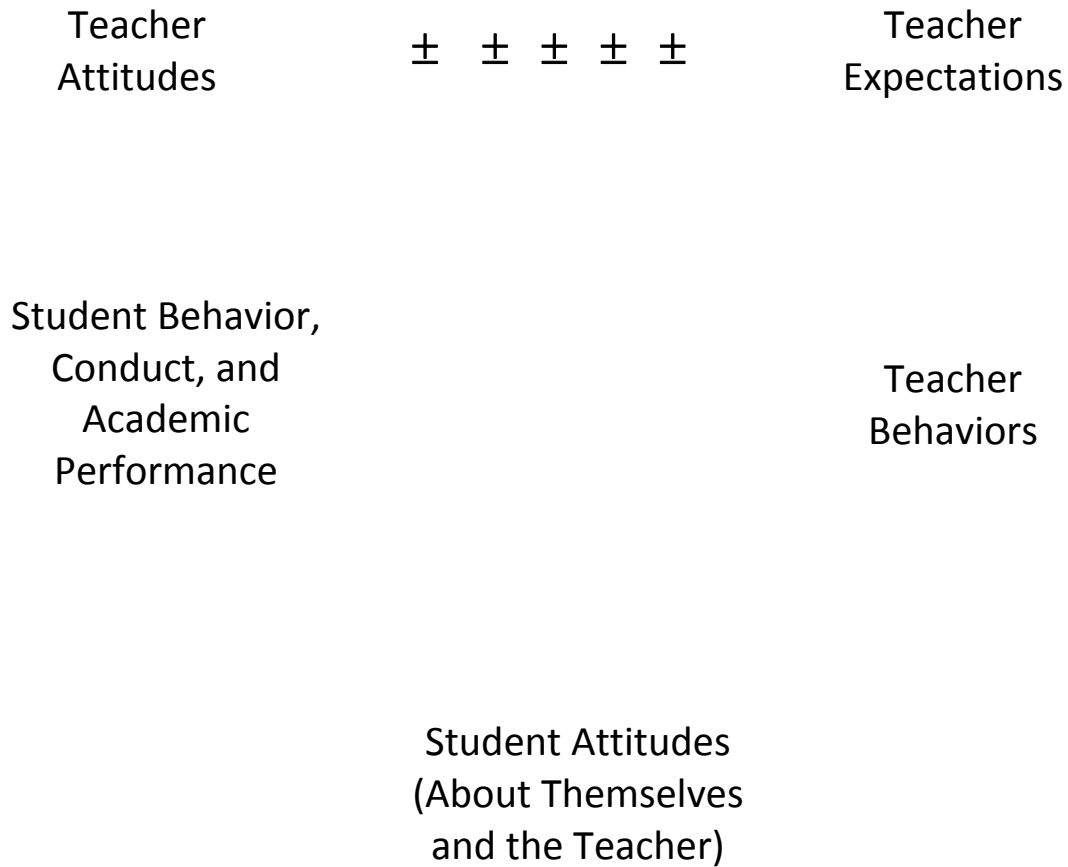 Teacher
Attitudes
± ± ± ± ±
Teacher
Expectations
Student Behavior,
Conduct, and
Academic
Performance
Teacher
Behaviors
Student Attitudes
(About Themselves
and the Teacher)